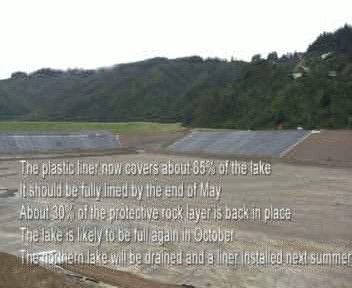 The plastic liner now covers about 65% of the lake
It should be fully lined by the end of May
About 30% of the protective rock layer is back in place
The lake is likely to be full again in October
The northern lake will be drained and a liner installed next summer